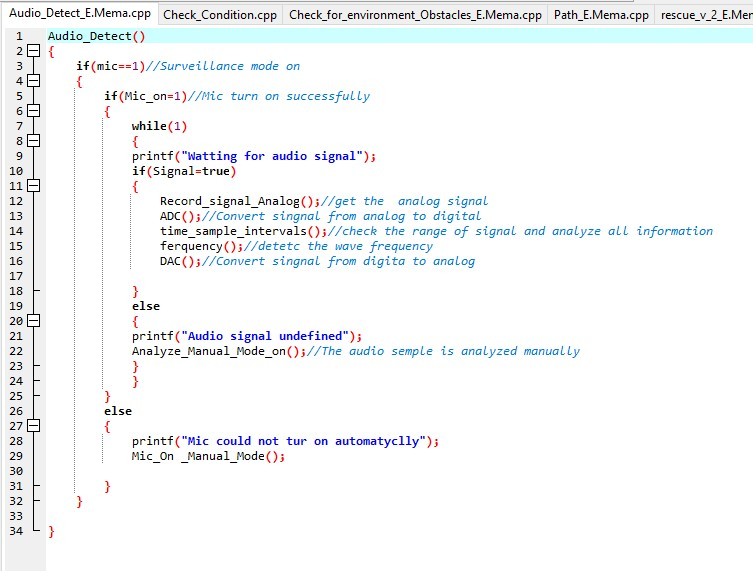 Audio_Detect_E.Mema.cpp Check_Condition.cpp Check_for_environment_Obstacles_E.Mema.cpp Path_E.Mema.cpp rescue_v_2_E.Mem
1 Audio_Detect()
2 {
3 if(mic==1)//Surveillance mode on
4 {
5 if(Mic_on=1)//Mic turn on successfully
6 {
7 while(1)
8 {
9 printf("Watting for audio signal");
10 if(Signal=true)
11 {
12 Record_signal_Analog();//get the  analog signal
13 ADC();//Convert singnal from analog to digital
14 time_sample_intervals();//check the range of signal and analyze all information
15 ferquency();//detetc the wave frequency
16 DAC();//Convert singnal from digita to analog
17
18 }
19 else
20 {
21 printf("Audio signal undefined");
22 Analyze_Manual_Mode_on();//The audio semple is analyzed manually
23 }
24 }
25 }
26 else
27 {
28 printf("Mic could not tur on automatyclly");
29 Mic_On _Manual_Mode();
30
31 }
32 }
33
34 }